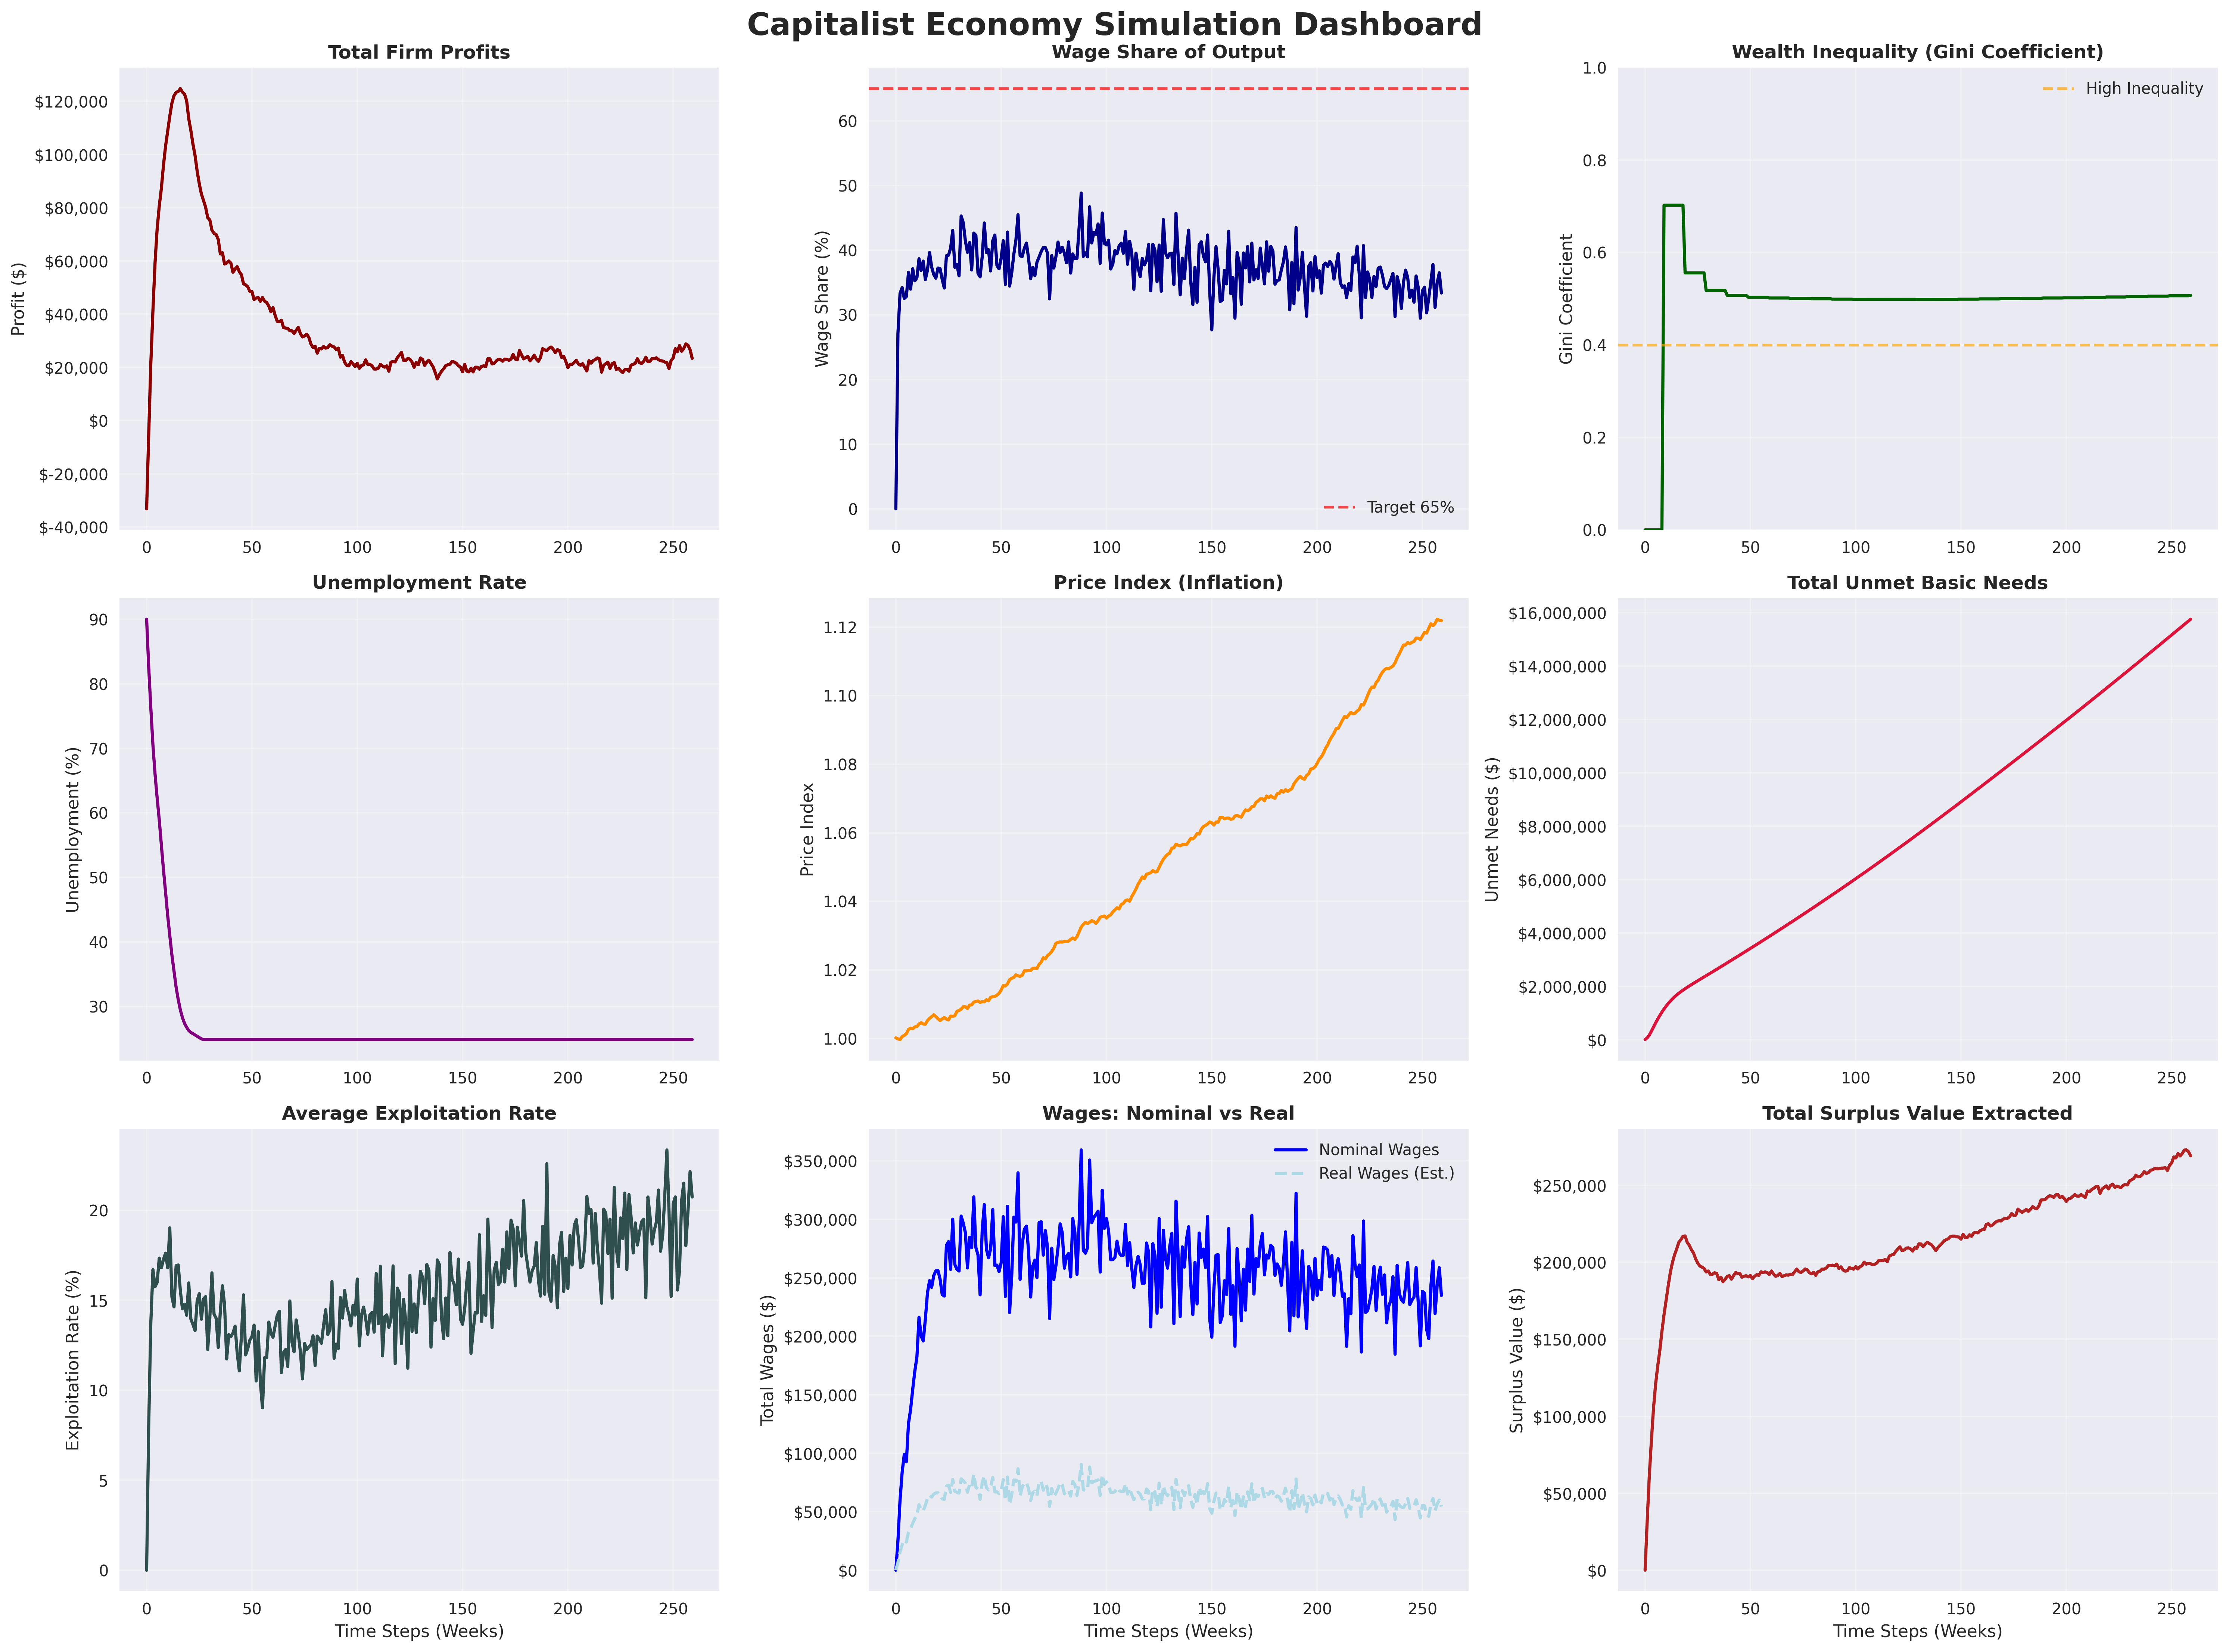 Capitalist Economy Simulation Dashboard
Total Firm Profits
Profit ($)
$120,000
$100,000
$80,000
$60,000
$40,000
$20,000
$0
$-20,000
$-40,000
0 50 100 150 200 250
Wage Share of Output
Wage Share (%)
60
50
40
30
20
10
0
Target 65%
0 50 100 150 200 250
Wealth Inequality (Gini Coefficient)
Gini Coefficient
1.0
0.8
0.6
0.4
0.2
0.0
High Inequality
0 50 100 150 200 250
Unemployment Rate
Unemployment (%)
90
80
70
60
50
40
30
0 50 100 150 200 250
Price Index (Inflation)
Price Index
1.12
1.10
1.08
1.06
1.04
1.02
1.00
0 50 100 150 200 250
Total Unmet Basic Needs
Unmet Needs ($)
$16,000,000
$14,000,000
$12,000,000
$10,000,000
$8,000,000
$6,000,000
$4,000,000
$2,000,000
$0
0 50 100 150 200 250
Average Exploitation Rate
Exploitation Rate (%)
20
15
10
5
0
0 50 100 150 200 250
Time Steps (Weeks)
Wages: Nominal vs Real
Total Wages ($)
$350,000
$300,000
$250,000
$200,000
$150,000
$100,000
$50,000
$0
Nominal Wages
Real Wages (Est.)
0 50 100 150 200 250
Time Steps (Weeks)
Total Surplus Value Extracted
Surplus Value ($)
$250,000
$200,000
$150,000
$100,000
$50,000
$0
0 50 100 150 200 250
Time Steps (Weeks)